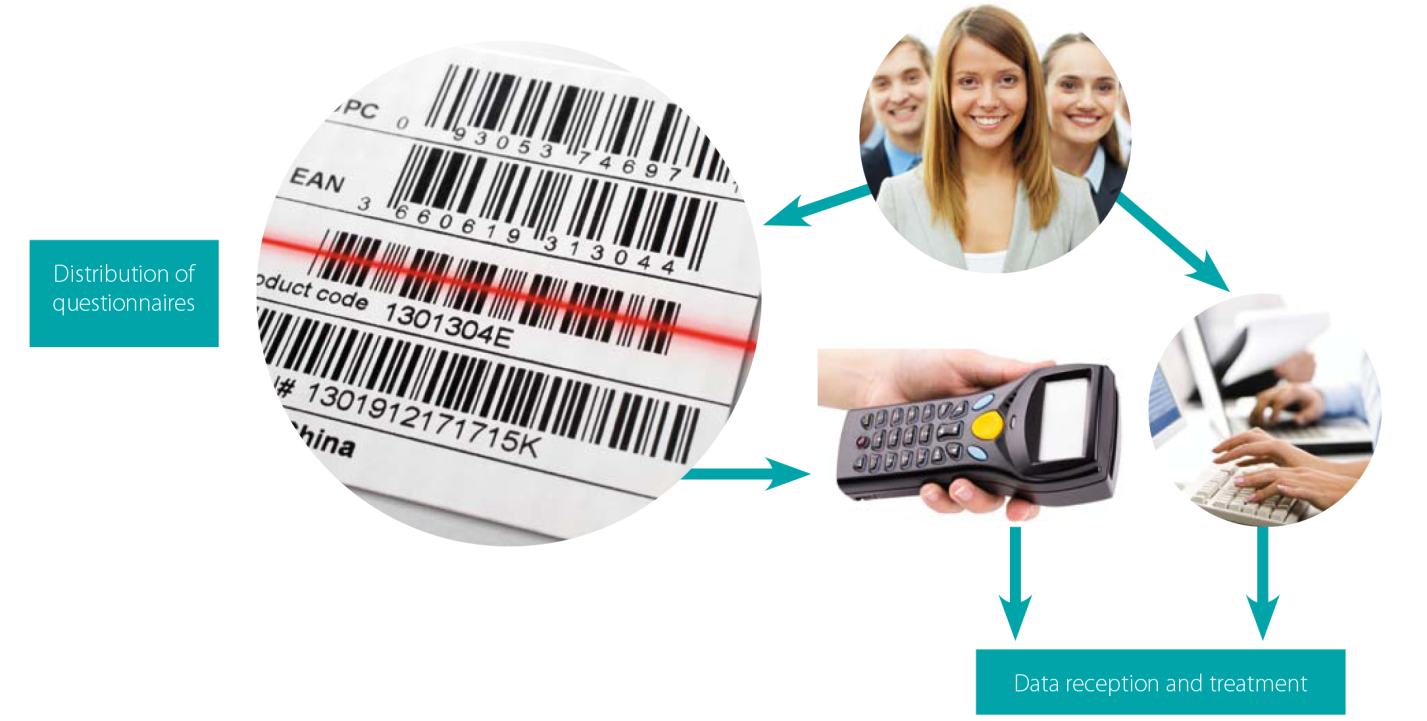 PC
0 93053 74697
EAN
3 660619 313044
Distribution of
questionnaires
duct code 1301304E
# 1301912171715K
hina
Data reception and treatment